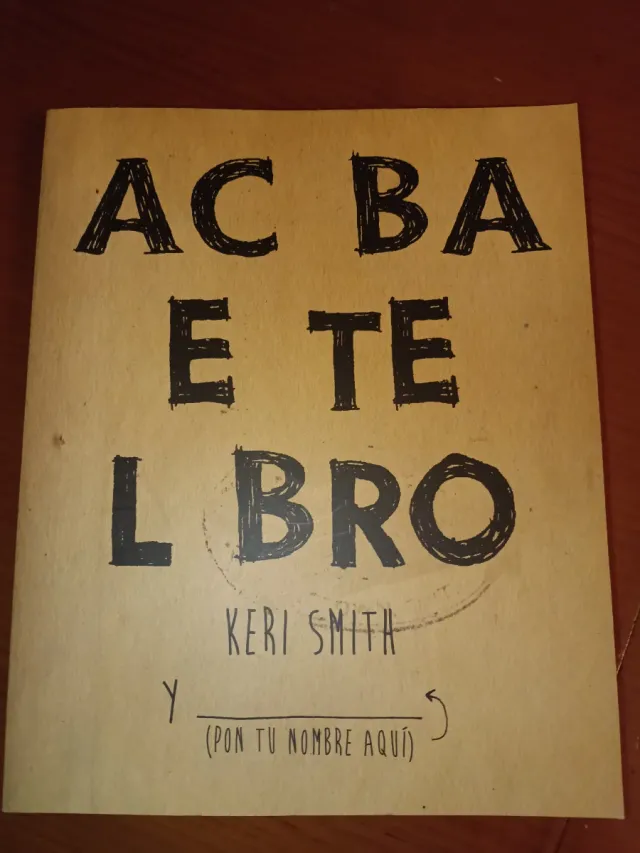 AC BA
E TE
L BRO
KERI SMITH
Y
(PON TU NOMBRE AQUÍ)